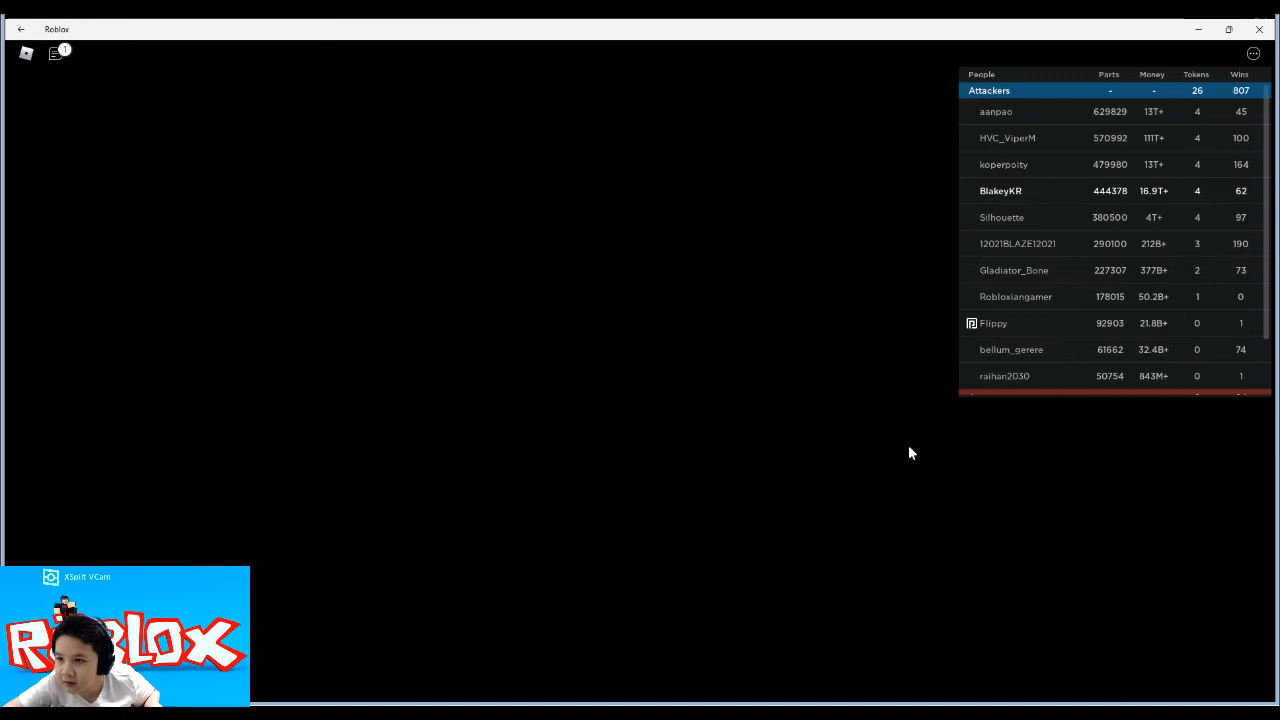 Roblox
1
People Parts Money Tokens Wins
Attackers - - 26 807
aanpao 629829 13T+ 4 45
HVC_ViperM 570992 111T+ 4 100
koperpoity 479980 13T+ 4 164
BlakeyKR 444378 16.9T+ 4 62
Silhouette 380500 4T+ 4 97
12021BLAZE12021 290100 212B+ 3 190
Gladiator_Bone 227307 377B+ 2 73
Robloxiangamer 178015 50.2B+ 1 0
Flippy 92903 21.8B+ 0 1
bellum_gerere 61662 32.4B+ 0 74
raihan2030 50754 843M+ 0 1
XSplit VCam
ROBLOX